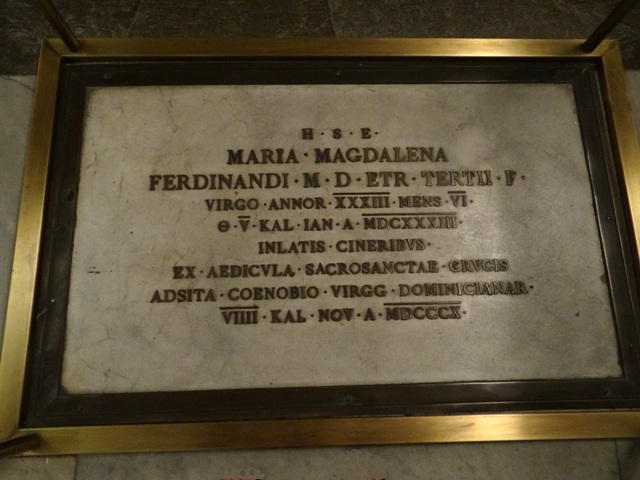 H·S·E·
MARIA·MAGDALENA
FERDINANDI·M·D·ETR·TERTII·F·
VIRGO·ANNOR·XXXIII·MENS·VI·
Θ·V·KAL·IAN·A·MDCXXXIII·
INLATIS·CINERIBVS·
EX·AEDICVLA·SACROSANCTAE·CRUCIS
ADSITA·COENOBIO·VIRGG·DOMINICIANAR·
VIIII·KAL·NOV·A·MDCCCX·